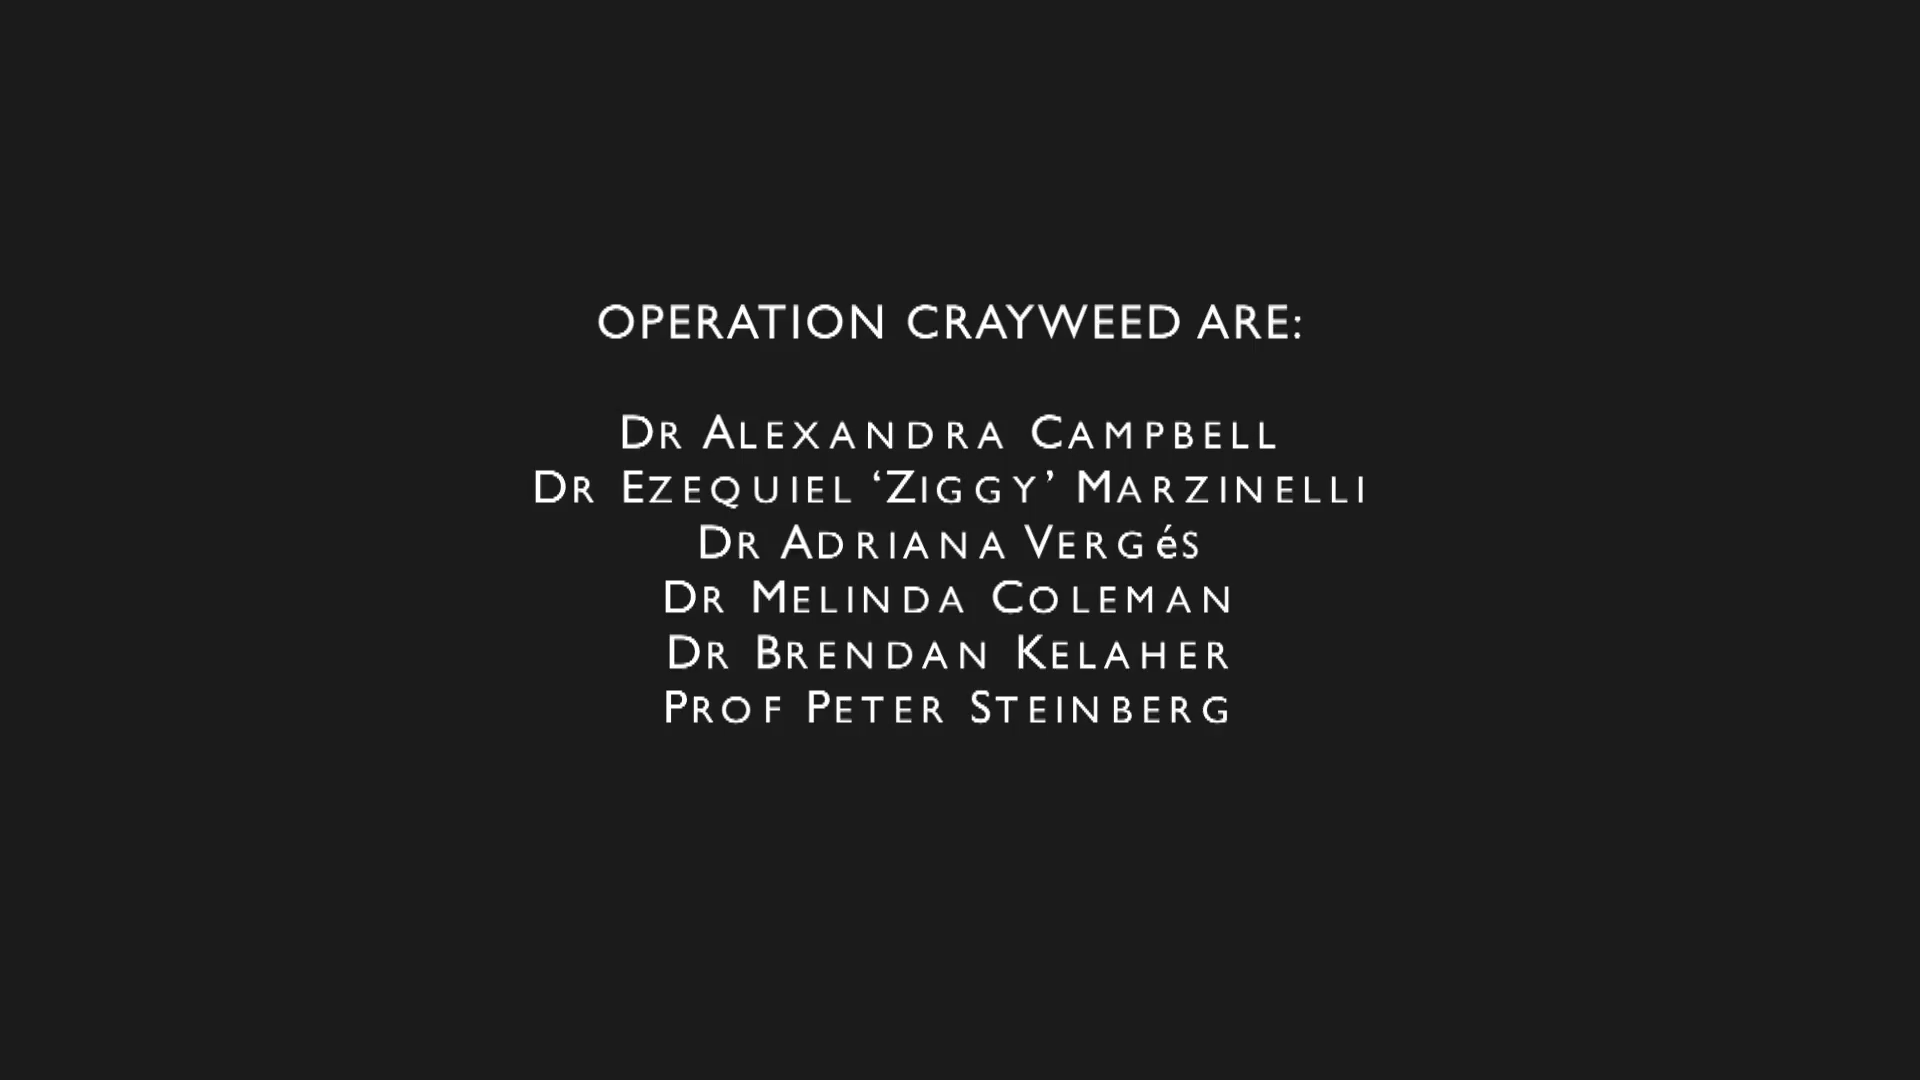 OPERATION CRAYWEED ARE:
DR ALEXANDRA CAMPBELL
DR EZEQUIEL ‘ZIGGY’ MARZINELLI
DR ADRIANA VERGéS
DR MELINDA COLEMAN
DR BRENDAN KELAHER
PROF PETER STEINBERG